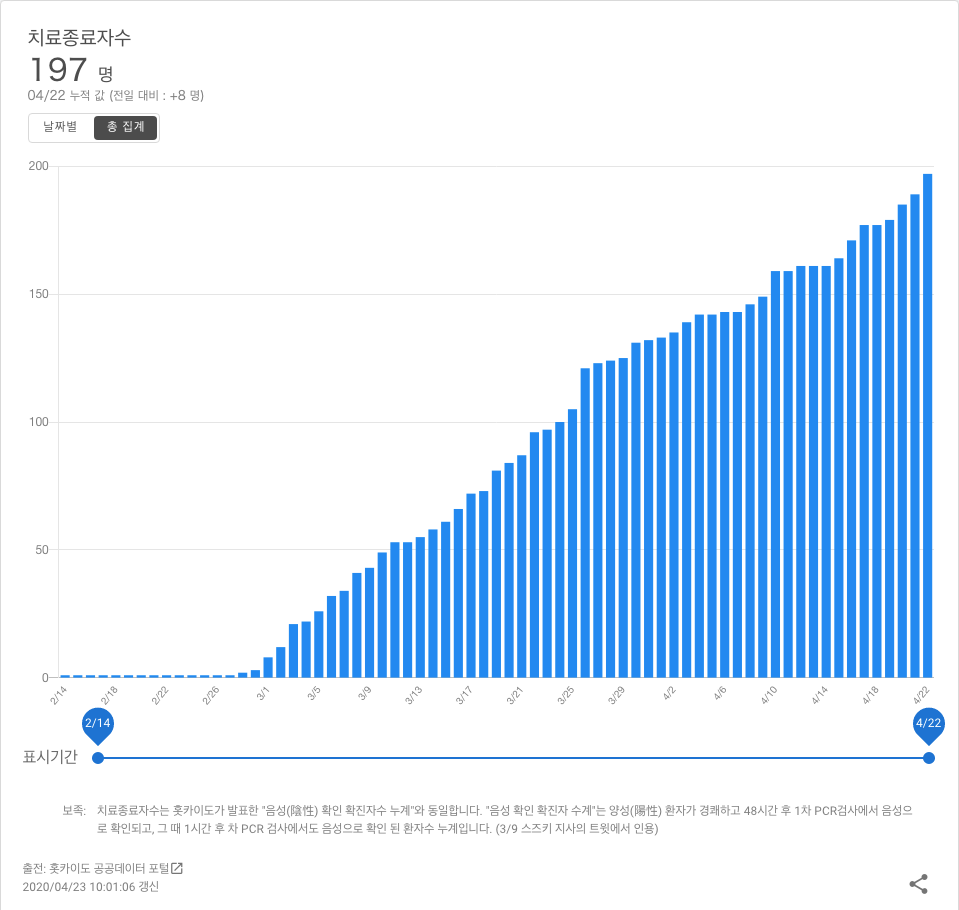 치료종료자수
197 명
04/22 누적 값 (전일 대비 : +8 명)
날짜별 총 집계
200
150
100
50
0
2/14 2/18 2/22 2/26 3/1 3/5 3/9 3/13 3/17 3/21 3/25 3/29 4/2 4/6 4/10 4/14 4/18 4/22
2/14 4/22
표시기간
보족: 치료종료자수는 홋카이도가 발표한 "음성(陰性) 확인 확진자수 누계"와 동일합니다. "음성 확인 확진자 수계"는 양성(陽性) 환자가 경쾌하고 48시간 후 1차 PCR검사에서 음성으
로 확인되고, 그 때 1시간 후 차 PCR 검사에서도 음성으로 확인 된 환자수 누계입니다. (3/9 스즈키 지사의 트윗에서 인용)
출전: 홋카이도 공공데이터 포털
2020/04/23 10:01:06 갱신